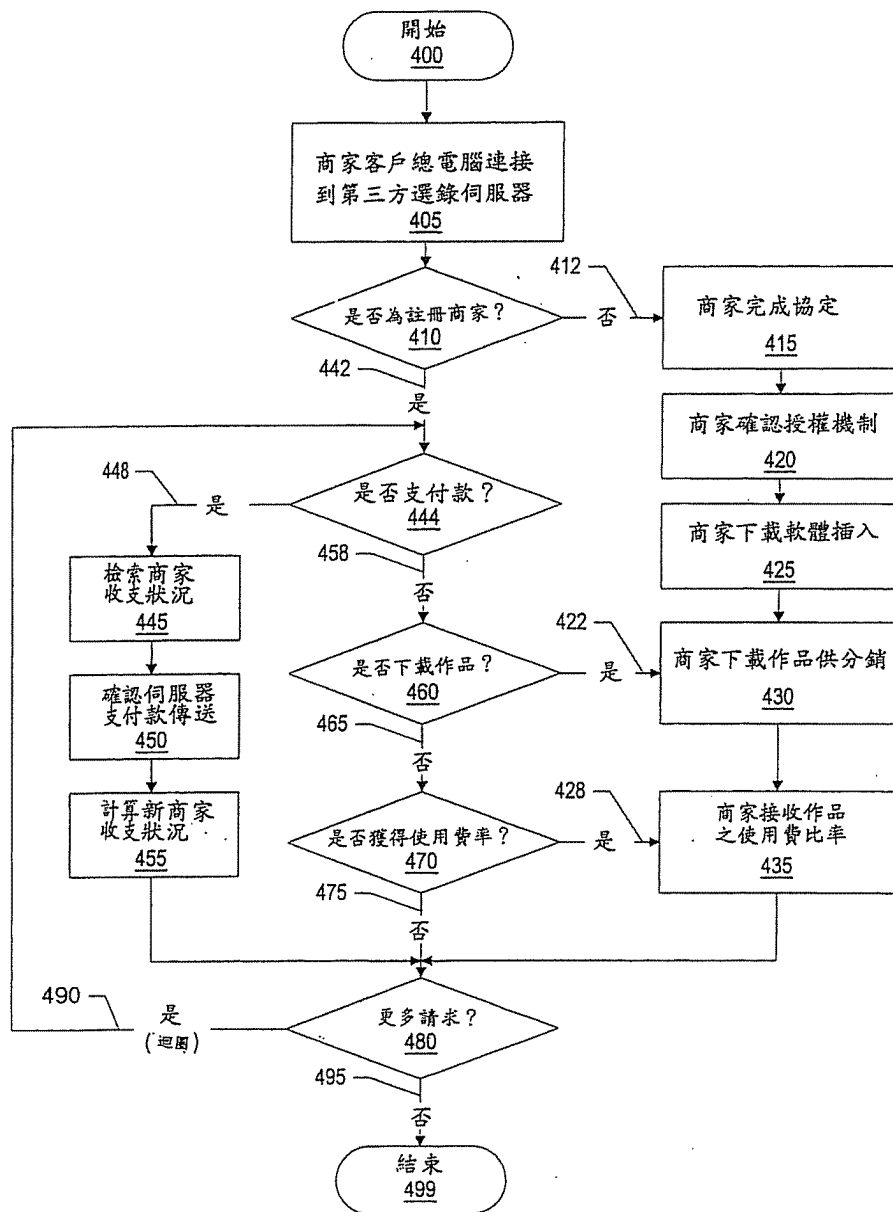 開始
400
商家客戶總電腦連接
到第三方選錄伺服器
405
是否為註冊商家？
410
412
否
商家完成協定
415
442
是
商家確認授權機制
420
448
是
是否支付款？
444
商家下載軟體插入
425
458
否
檢索商家
收支狀況
445
422
是否下載作品？
460
是
商家下載作品供分銷
430
確認伺服器
支付款傳送
450
465
否
428
計算新商家
收支狀況
455
是否獲得使用費率？
470
是
商家接收作品
之使用費比率
435
475
否
490
是
(迴圈)
更多請求？
480
495
否
結束
499